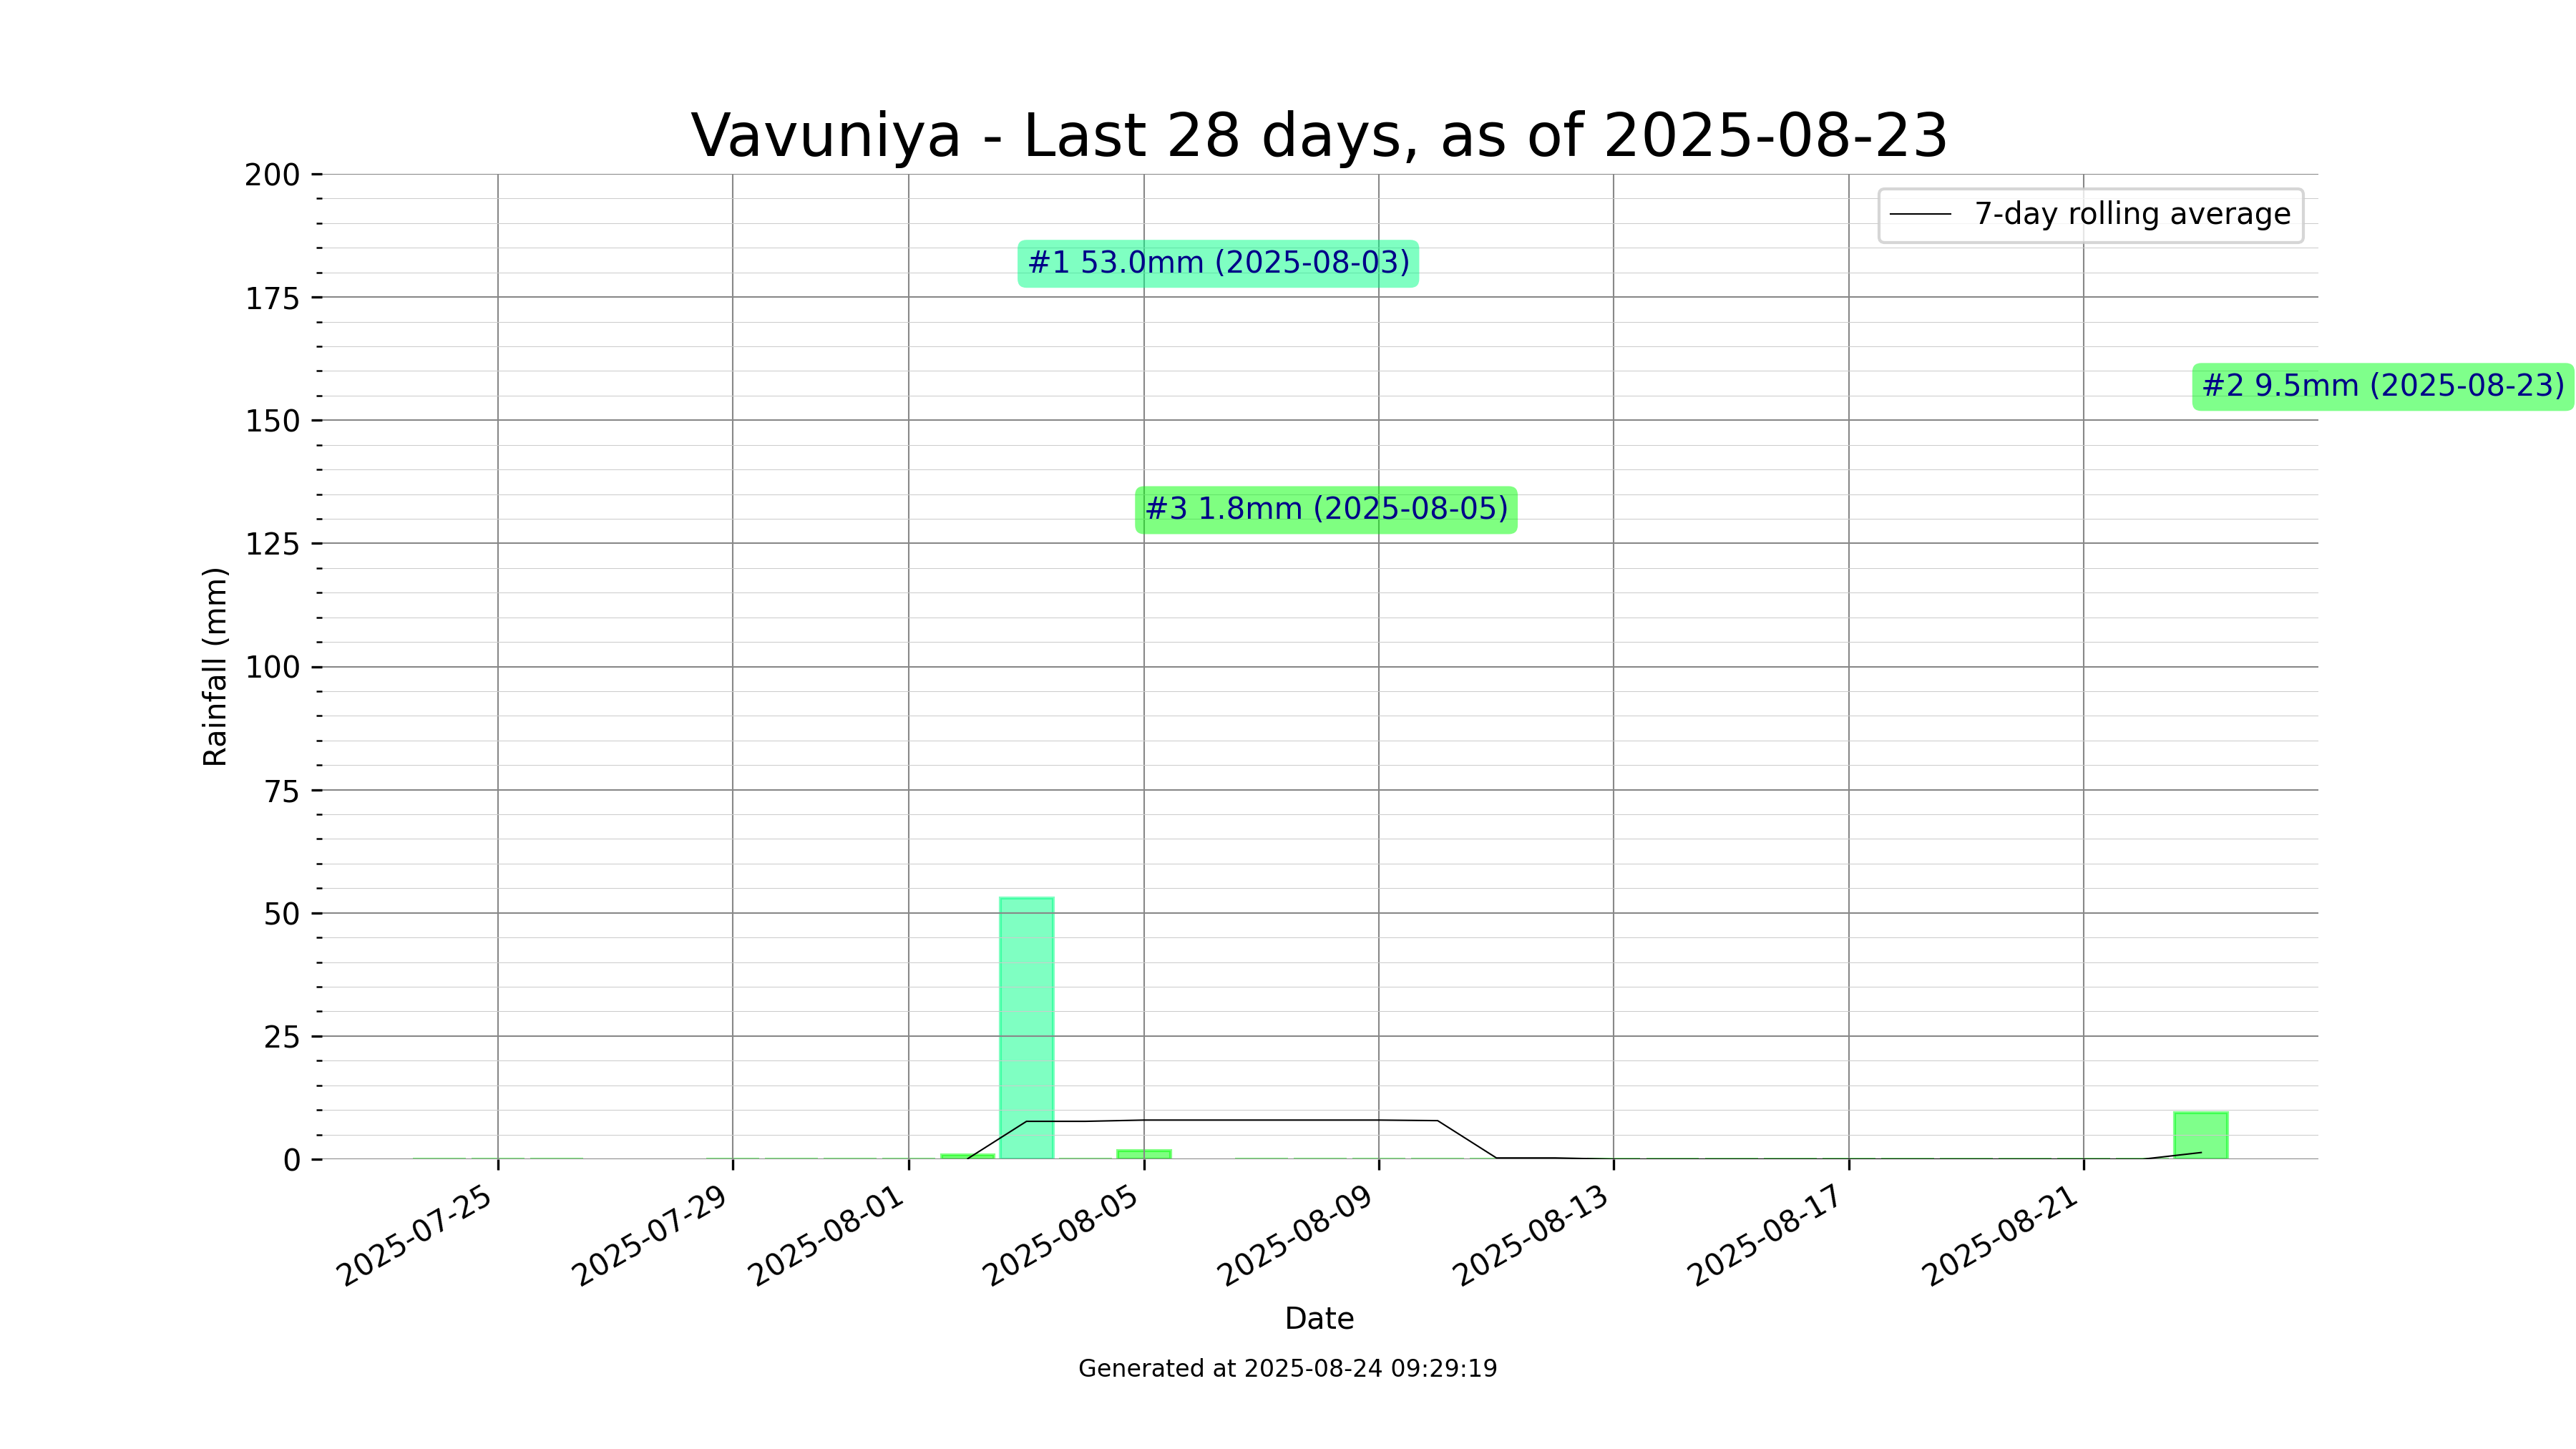 Vavuniya - Last 28 days, as of 2025-08-23
200
175
150
125
100
75
50
25
0
Rainfall (mm)
7-day rolling average
#1 53.0mm (2025-08-03)
#2 9.5mm (2025-08-23)
#3 1.8mm (2025-08-05)
2025-07-25
2025-07-29
2025-08-01
2025-08-05
2025-08-09
2025-08-13
2025-08-17
2025-08-21
Date
Generated at 2025-08-24 09:29:19